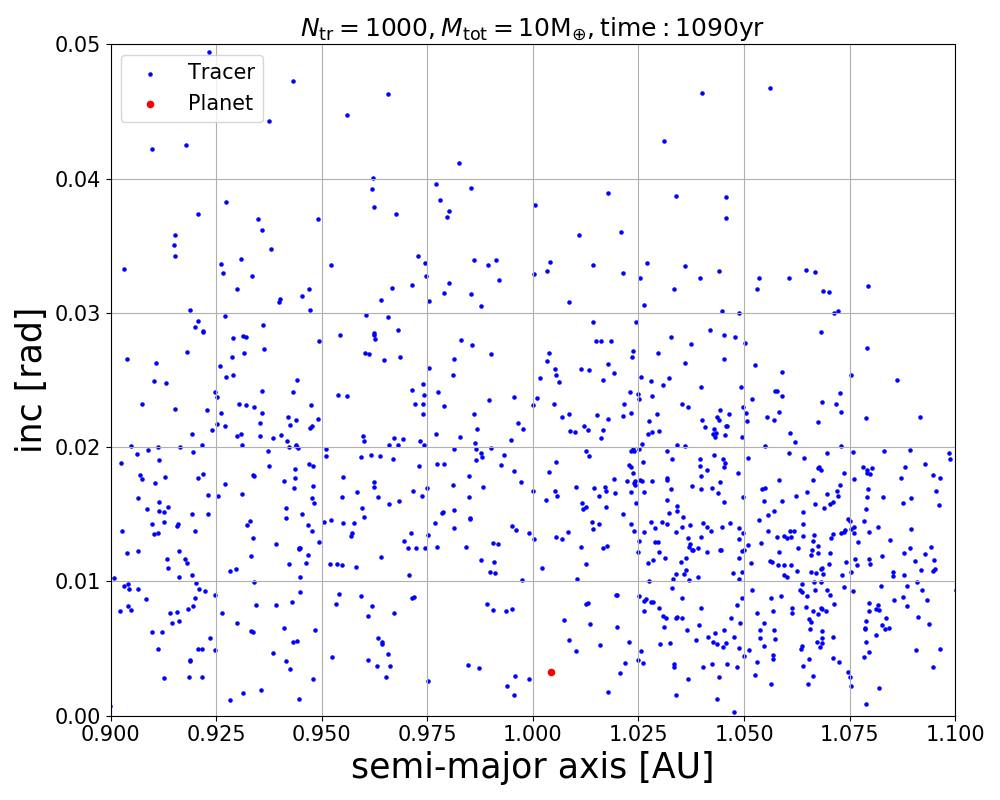 N_tr = 1000, M_tot = 10M_⊕, time : 1090yr
0.05
Tracer
Planet
0.04
0.03
inc [rad]
0.02
0.01
0.00
0.900 0.925 0.950 0.975 1.000 1.025 1.050 1.075 1.100
semi-major axis [AU]